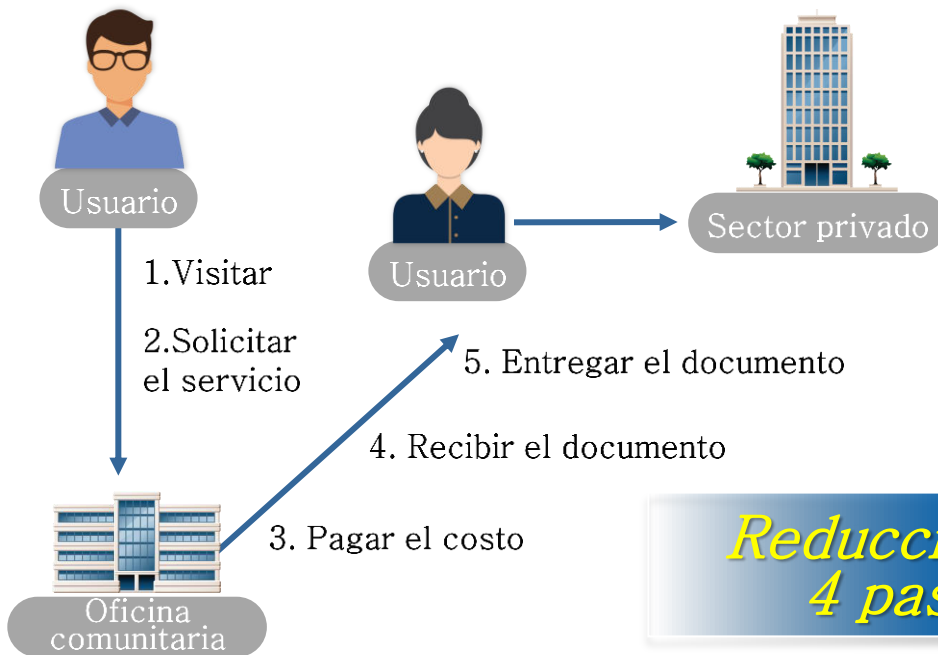 Usuario
Sector privado
Usuario
1.Visitar
2.Solicitar
el servicio
5. Entregar el documento
4. Recibir el documento
3. Pagar el costo
Oficina
comunitaria
4